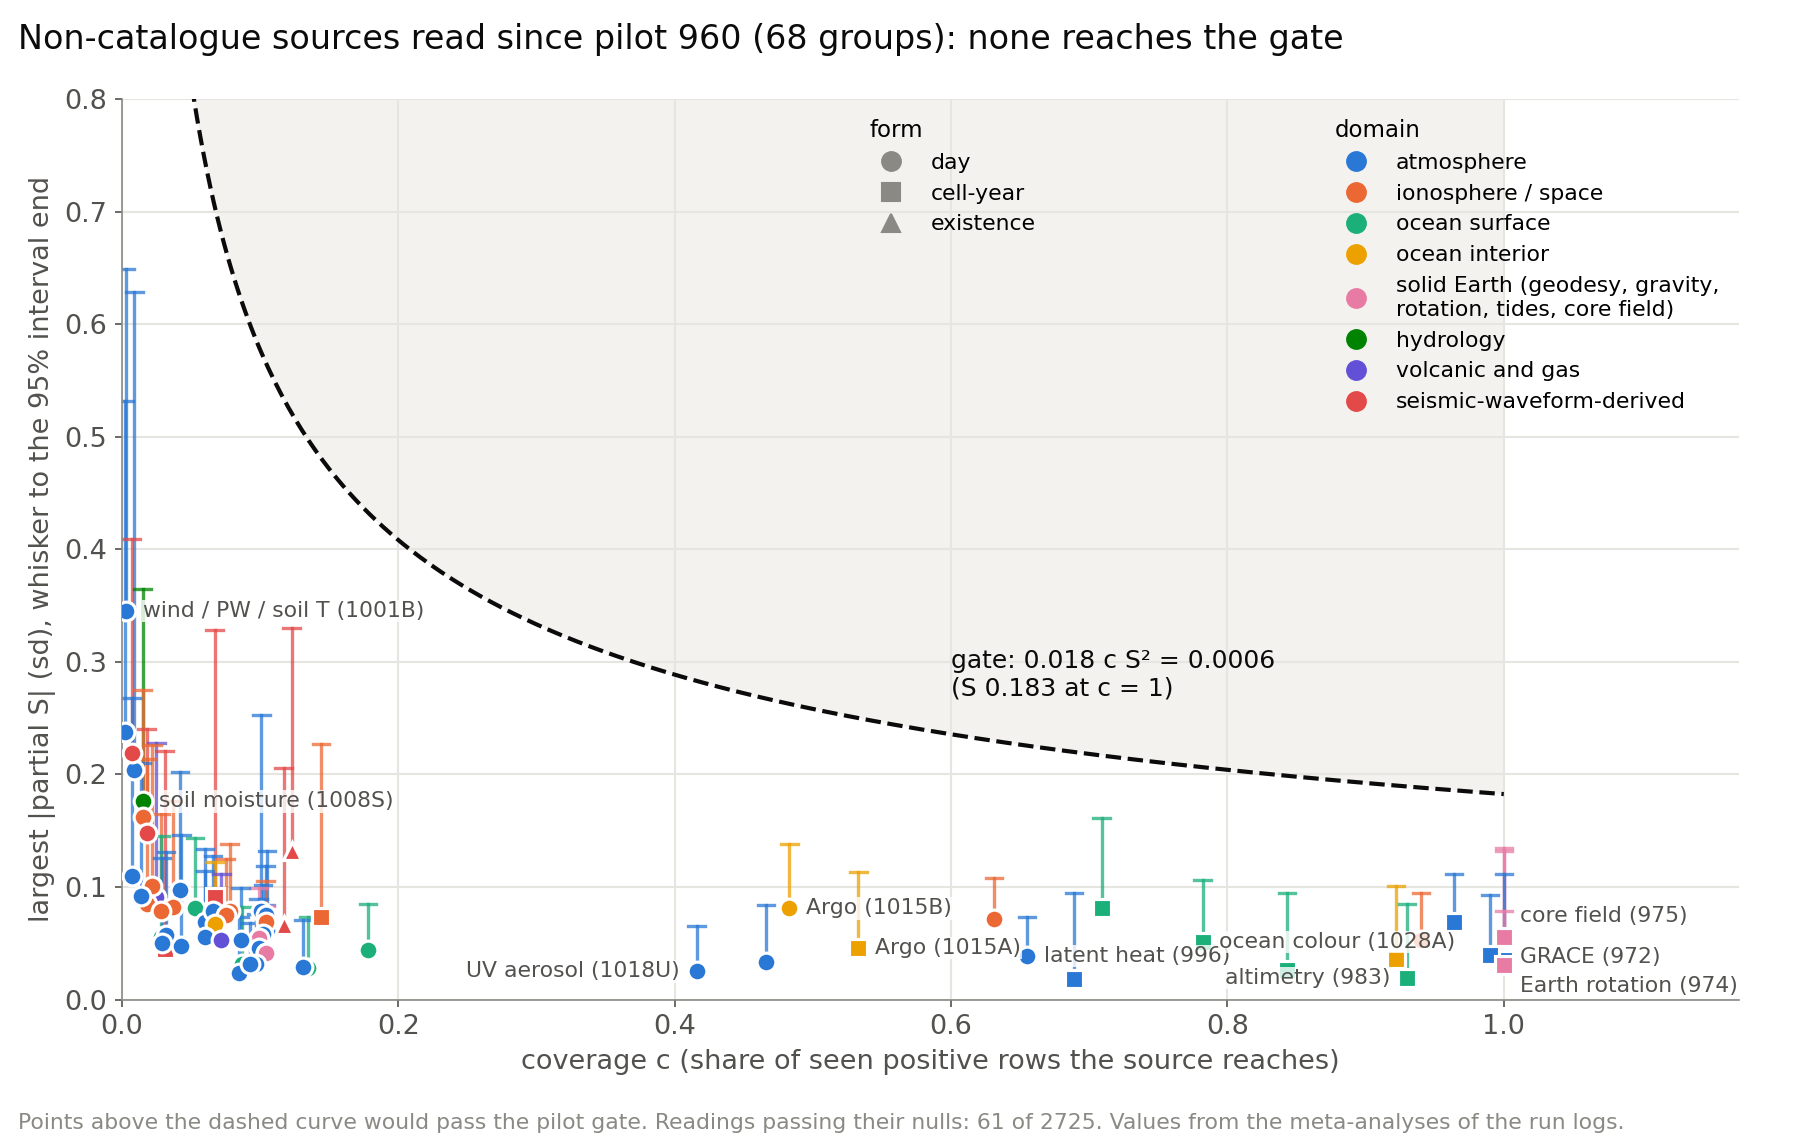 Non-catalogue sources read since pilot 960 (68 groups): none reaches the gate
largest |partial S| (sd), whisker to the 95% interval end
0.8
0.7
0.6
0.5
0.4
0.3
0.2
0.1
0.0
form
day
cell-year
existence
domain
atmosphere
ionosphere / space
ocean surface
ocean interior
solid Earth (geodesy, gravity,
rotation, tides, core field)
hydrology
volcanic and gas
seismic-waveform-derived
wind / PW / soil T (1001B)
gate: 0.018 c S² = 0.0006
(S 0.183 at c = 1)
soil moisture (1008S)
Argo (1015B)
core field (975)
Argo (1015A)
ocean colour (1028A)
latent heat (996)
GRACE (972)
UV aerosol (1018U)
altimetry (983)
Earth rotation (974)
0.0 0.2 0.4 0.6 0.8 1.0
coverage c (share of seen positive rows the source reaches)
Points above the dashed curve would pass the pilot gate. Readings passing their nulls: 61 of 2725. Values from the meta-analyses of the run logs.